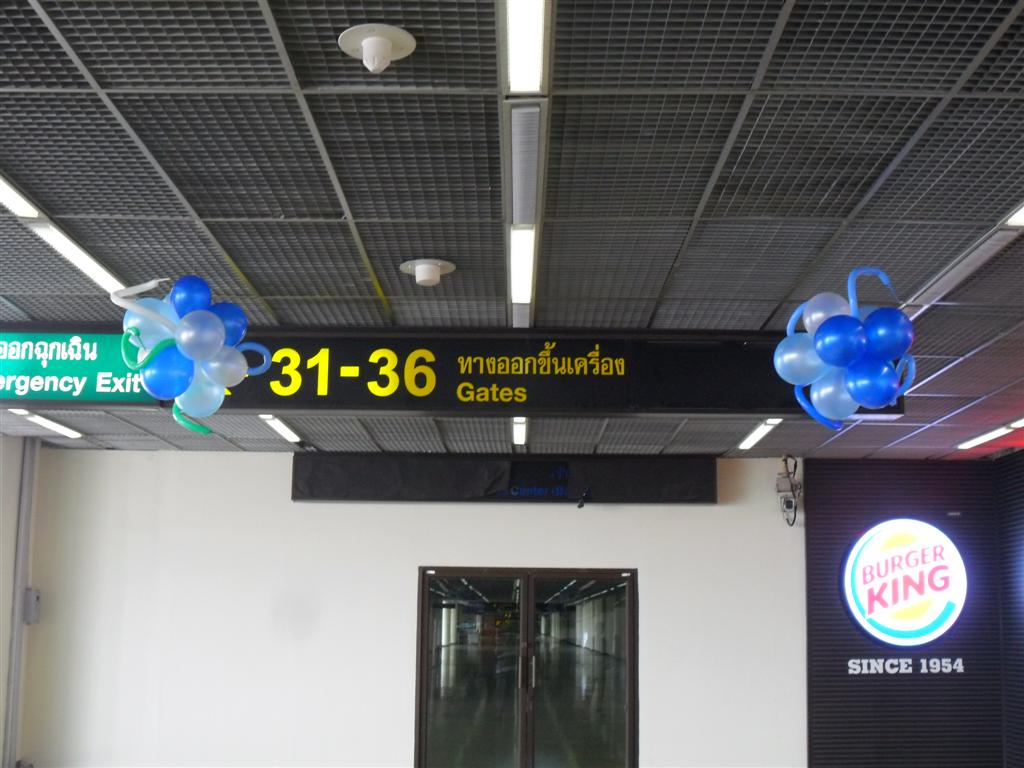 ออกฉุกเฉิน
ergency Exit
31-36
ทางออกขึ้นเครื่อง
Gates
Center
BURGER
KING
SINCE 1954